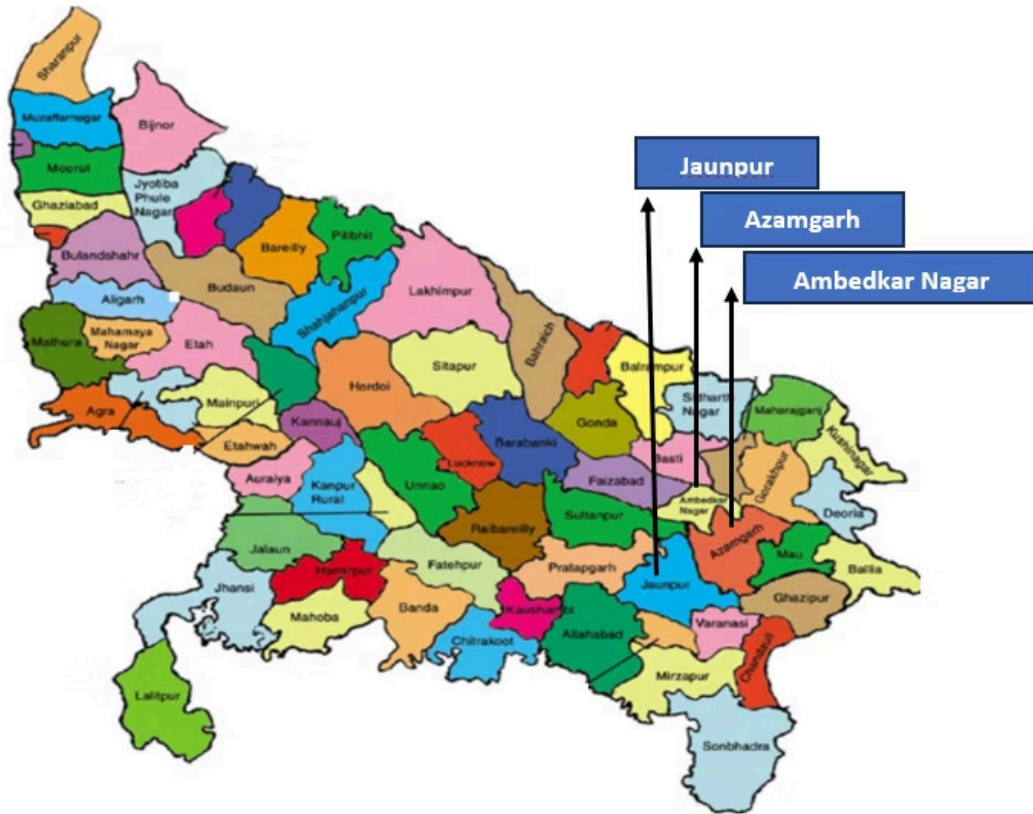 Sharanpur
Muzaffarnagar
Bijnor
Meerut
Jyotiba
Phule
Nagar
Ghaziabad
Jaunpur
Azamgarh
Ambedkar Nagar
Bulandshahr
Bareilly
Pilibhit
Aligarh
Budaun
Shahjahanpur
Lakhimpur
Mathura
Mahamaya
Nagar
Etah
Bahraich
Agra
Mainpuri
Hordoi
Sitapur
Balrampur
Sidharth
Nagar
Maharajganj
Kushinagar
Etahwah
Kannauj
Lucknow
Barabanki
Gonda
Basti
Gorakhpur
Auraiya
Kanpur
Rural
Unnao
Faizabad
Ambedkar
Nagar
Deoria
Raibareilly
Sultanpur
Azamgarh
Jalaun
Hamirpur
Fatehpur
Pratapgarh
Jaunpur
Mau
Ballia
Jhansi
Mahoba
Banda
Kaushambi
Ghazipur
Chitrakoot
Allahabad
Varanasi
Chandauli
Lalitpur
Mirzapur
Sonbhadra